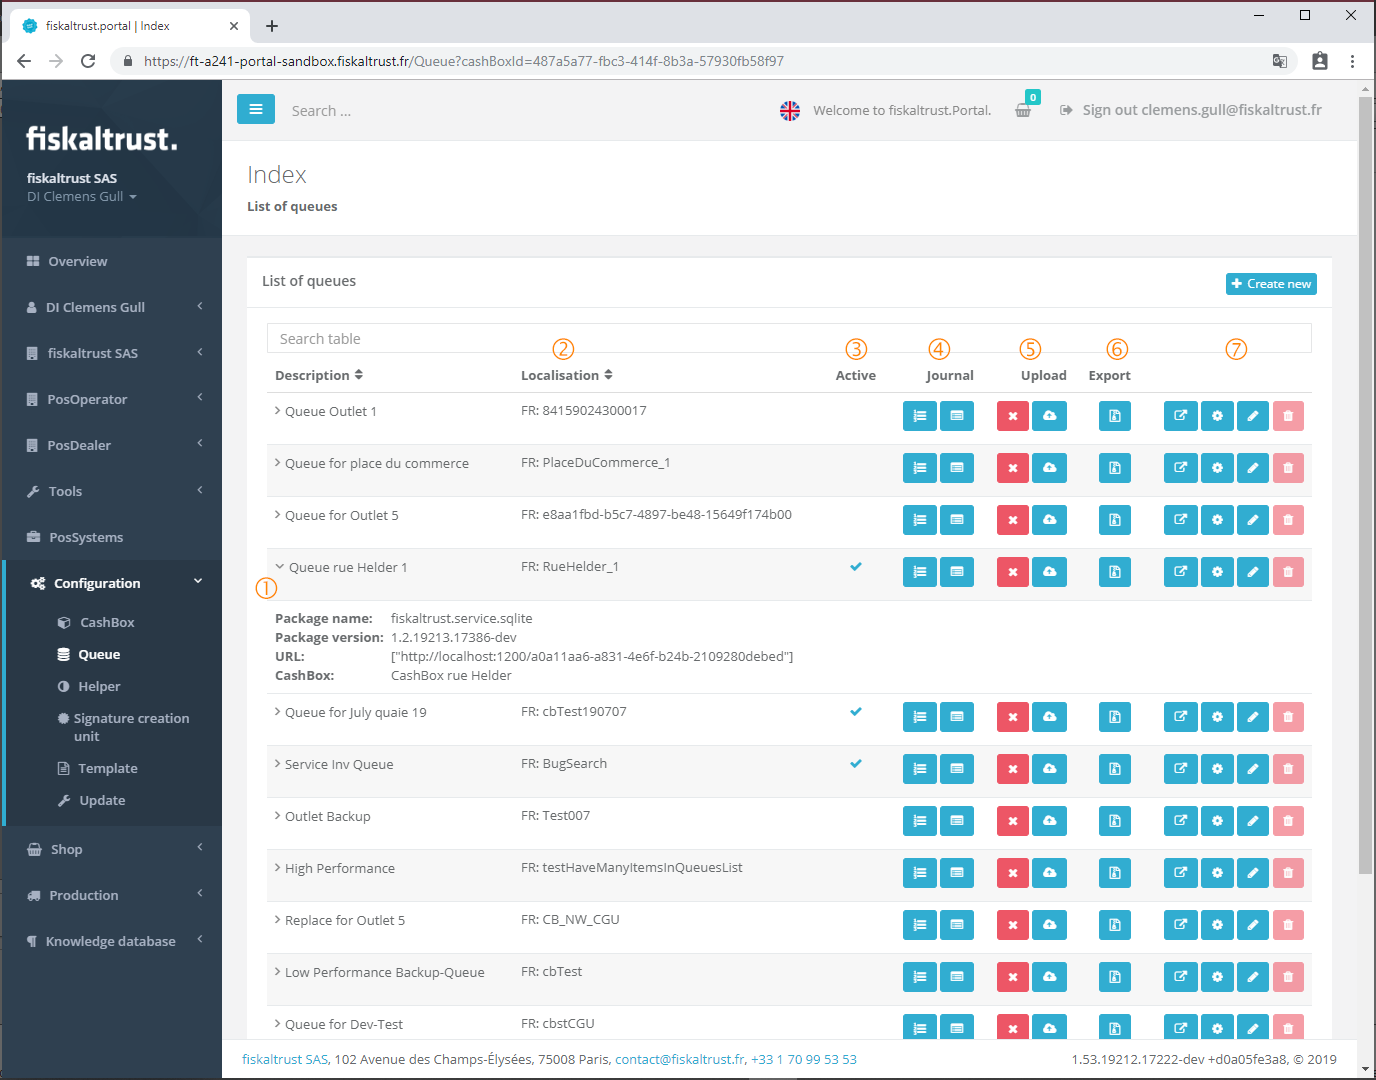 fiskaltrust.portal | Index
https://ft-a241-portal-sandbox.fiskaltrust.fr/Queue?cashBoxId=487a5a77-fbc3-414f-8b3a-57930fb58f97
fiskaltrust.
fiskaltrust SAS
DI Clemens Gull
Overview
DI Clemens Gull
fiskaltrust SAS
PosOperator
PosDealer
Tools
PosSystems
Configuration
CashBox
Queue
Helper
Signature creation
unit
Template
Update
Shop
Production
Knowledge database
Search ...
Welcome to fiskaltrust.Portal.
0
Sign out clemens.gull@fiskaltrust.fr
Index
List of queues
List of queues
Create new
Search table
② ③ ④ ⑤ ⑥ ⑦
Description Localisation Active Journal Upload Export
Queue Outlet 1 FR: 84159024300017
Queue for place du commerce FR: PlaceDuCommerce_1
Queue for Outlet 5 FR: e8aa1fbd-b5c7-4897-be48-15649f174b00
Queue rue Helder 1 FR: RueHelder_1
①
Package name: fiskaltrust.service.sqlite
Package version: 1.2.19213.17386-dev
URL: ["http://localhost:1200/a0a11aa6-a831-4e6f-b24b-2109280debed"]
CashBox: CashBox rue Helder
Queue for July quaie 19 FR: cbTest190707
Service Inv Queue FR: BugSearch
Outlet Backup FR: Test007
High Performance FR: testHaveManyItemsInQueuesList
Replace for Outlet 5 FR: CB_NW_CGU
Low Performance Backup-Queue FR: cbTest
Queue for Dev-Test FR: cbstCGU
fiskaltrust SAS, 102 Avenue des Champs-Élysées, 75008 Paris, contact@fiskaltrust.fr, +33 1 70 99 53 53
1.53.19212.17222-dev +d0a05fe3a8, © 2019